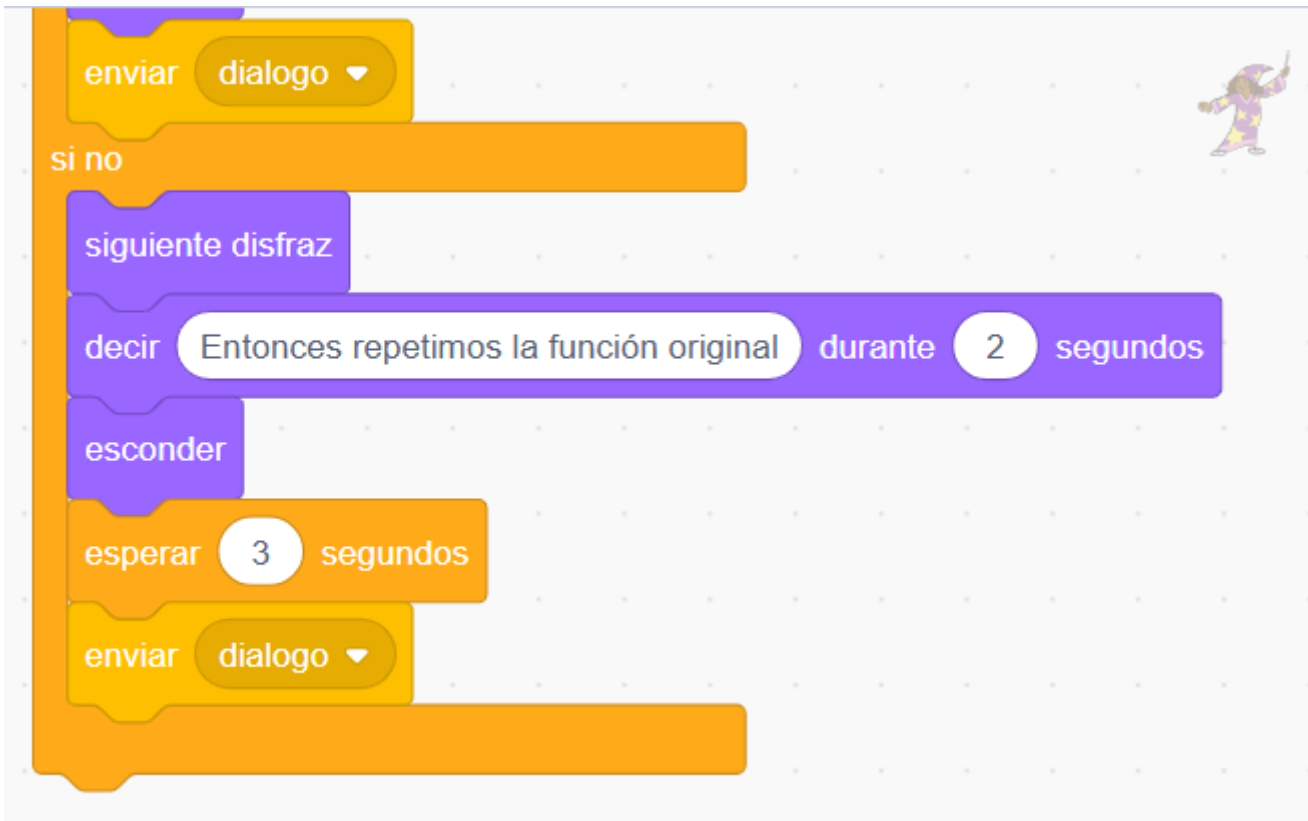 enviar dialogo
si no
siguiente disfraz
decir Entonces repetimos la función original durante 2 segundos
esconder
esperar 3 segundos
enviar dialogo